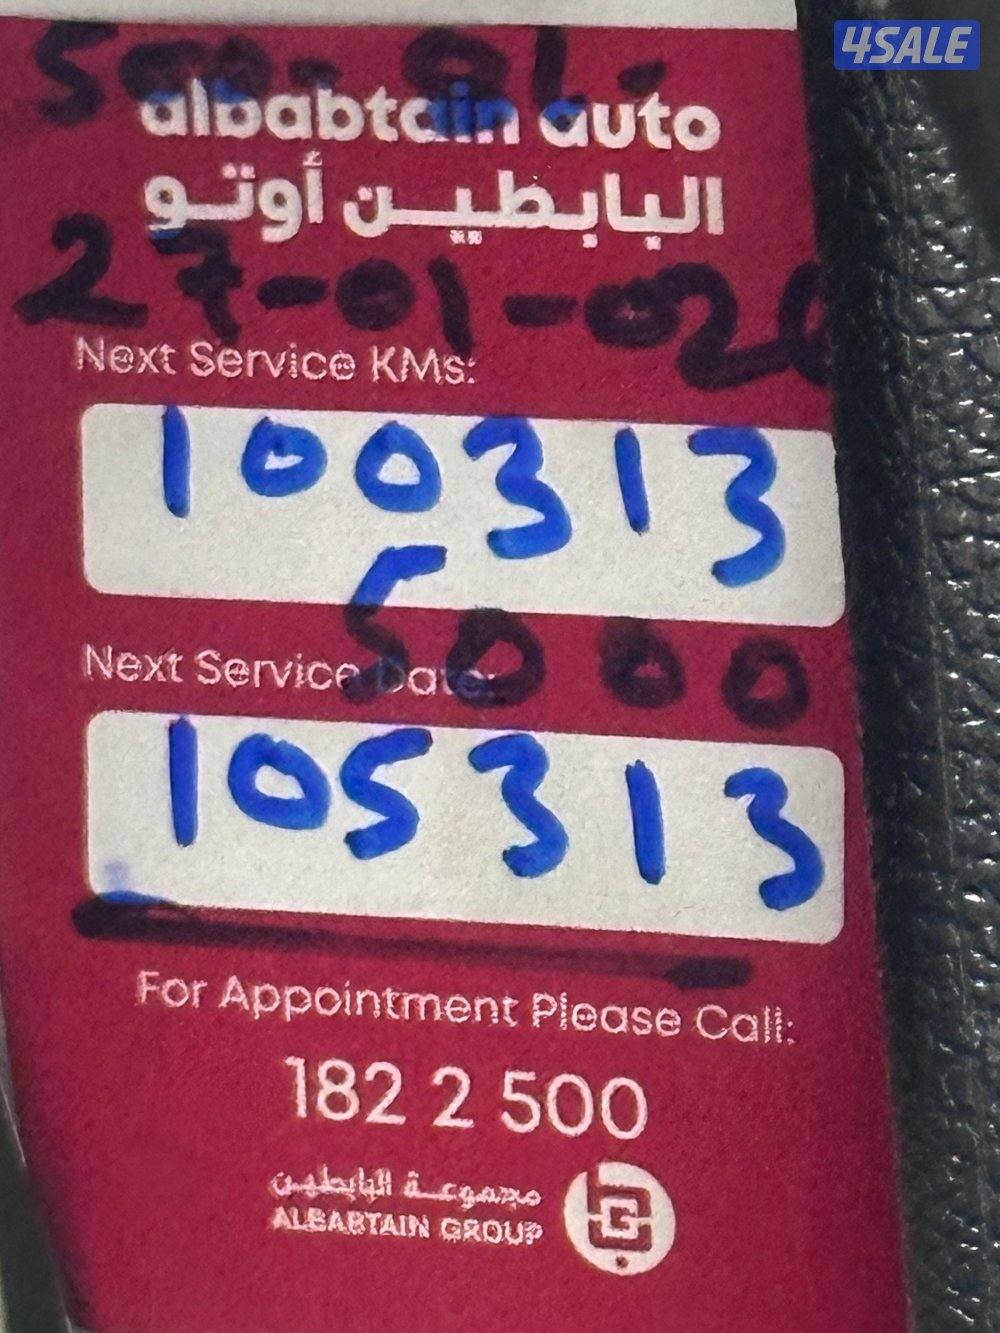 4SALE
albabtain auto
البابطين أوتو
27-01-02
Next Service KMs:
100313
5000
Next Service Date:
105313
For Appointment Please Call:
182 2 500
مجموعة البابطين
ALBABTAIN GROUP